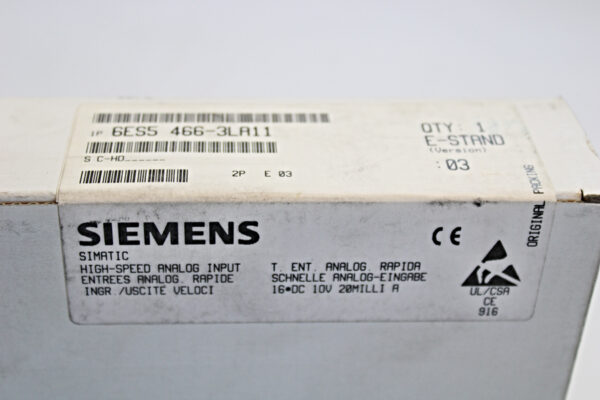 1P 6ES5 466-3LA11
QTY: 1
E-STAND
(Version)
:03
S C-HD______
2P E 03
ORIGINAL PACKING
SIEMENS
CE
SIMATIC
HIGH-SPEED ANALOG INPUT
ENTREES ANALOG. RAPIDE
INGR./USCITE VELOCI
T. ENT. ANALOG. RAPIDA
SCHNELLE ANALOG-EINGABE
16*DC 10V 20MILLI A
UL/CSA
CE
916